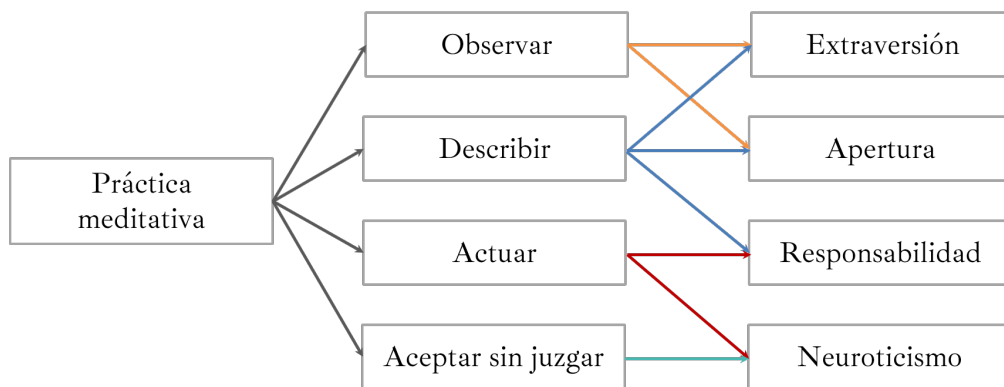 Observar
Extraversión
Describir
Apertura
Práctica
meditativa
Actuar
Responsabilidad
Aceptar sin juzgar
Neuroticismo